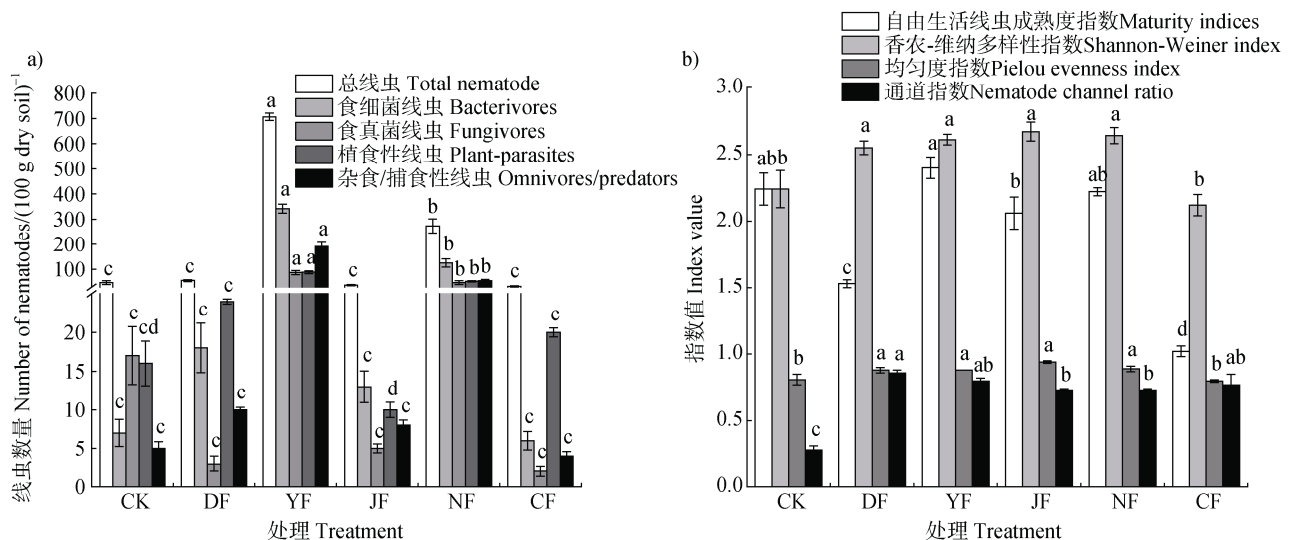 a)
总线虫 Total nematode
食细菌线虫 Bacterivores
食真菌线虫 Fungivores
植食性线虫 Plant-parasites
杂食/捕食性线虫 Omnivores/predators
线虫数量 Number of nematodes/(100 g dry soil)⁻¹
800
700
600
500
400
300
200
100
20
15
10
5
0
c c c cd c
c c c c c
a a a a a
c c c d c
b b b b b
c c c c c
CK DF YF JF NF CF
处理 Treatment
b)
自由生活线虫成熟度指数Maturity indices
香农-维纳多样性指数Shannon-Weiner index
均匀度指数Pielou evenness index
通道指数Nematode channel ratio
指数值 Index value
3.0
2.5
2.0
1.5
1.0
0.5
0.0
abb b c
c a a a
a a a ab
b a a b
ab a a b
d c b ab
CK DF YF JF NF CF
处理 Treatment